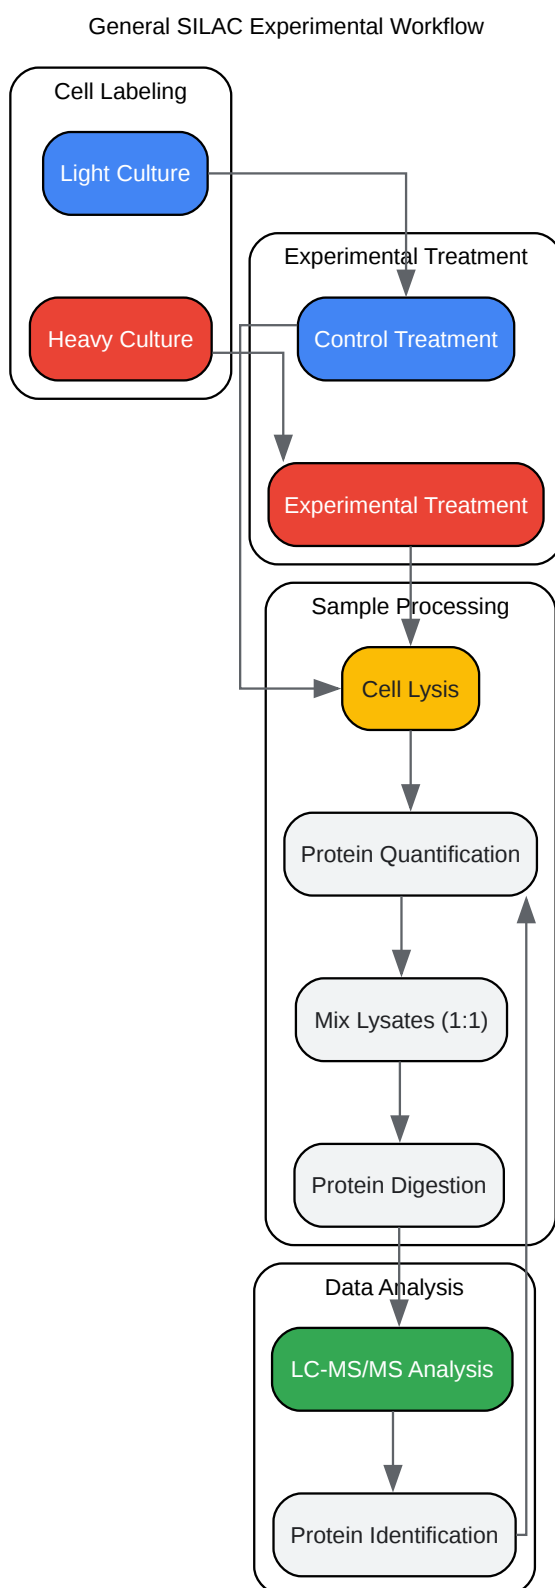 General SILAC Experimental Workflow
Cell Labeling
Light Culture
Heavy Culture
Experimental Treatment
Control Treatment
Experimental Treatment
Sample Processing
Cell Lysis
Protein Quantification
Mix Lysates (1:1)
Protein Digestion
Data Analysis
LC-MS/MS Analysis
Protein Identification